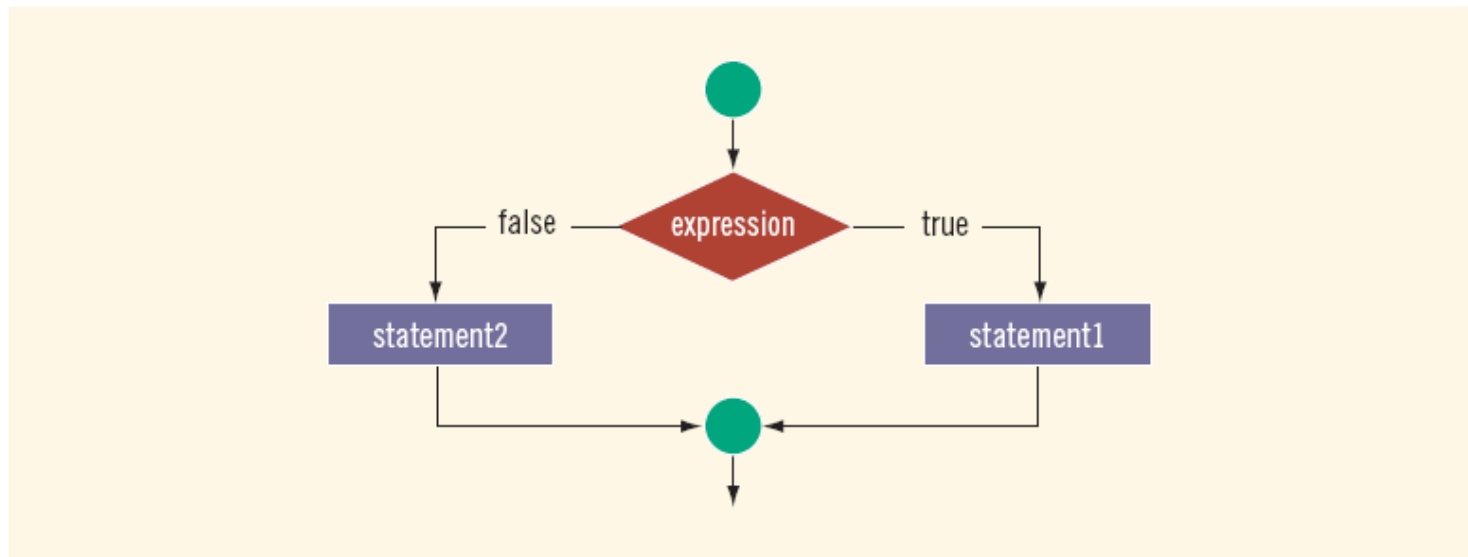 false
expression
true
statement2
statement1